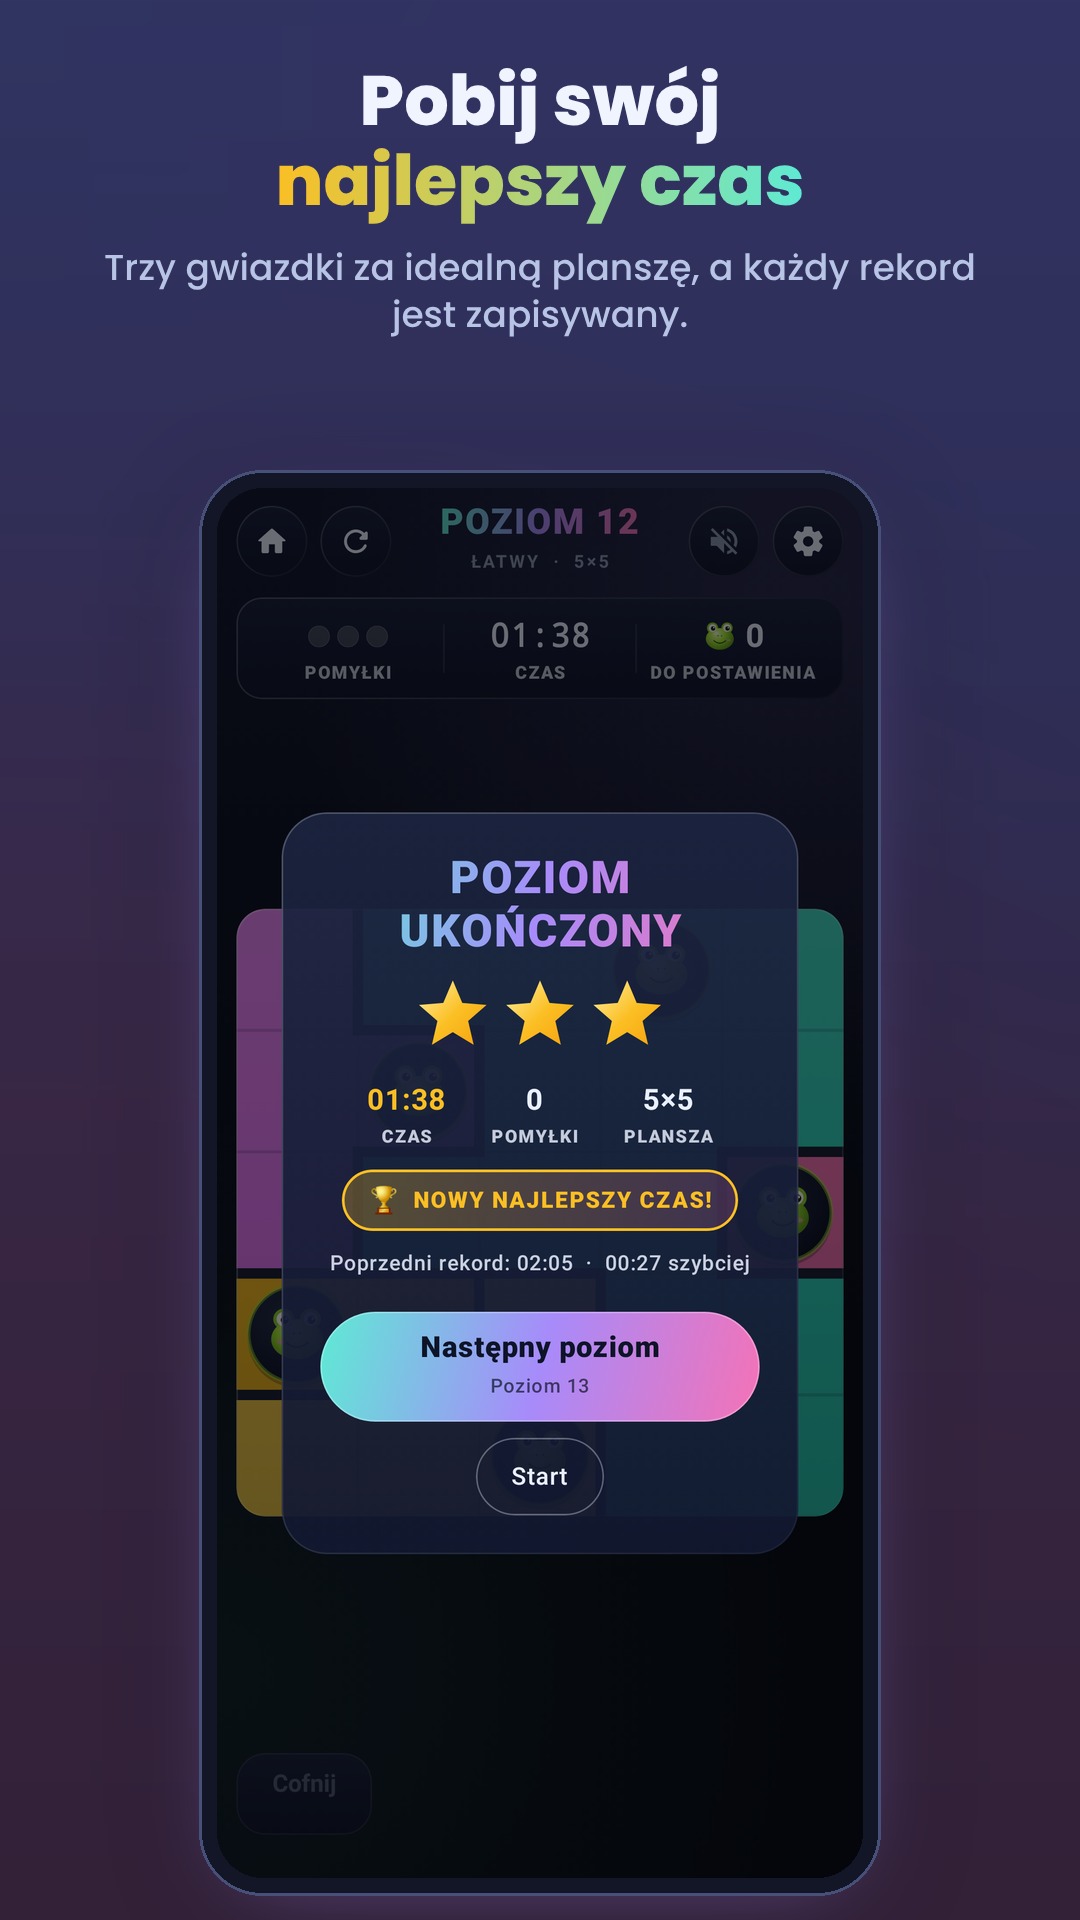 Pobij swój
najlepszy czas
Trzy gwiazdki za idealną planszę, a każdy rekord
jest zapisywany.
POZIOM 12
ŁATWY · 5×5
POMYŁKI
01:38
CZAS
0
DO POSTAWIENIA
POZIOM
UKOŃCZONY
01:38
CZAS
0
POMYŁKI
5×5
PLANSZA
NOWY NAJLEPSZY CZAS!
Poprzedni rekord: 02:05 · 00:27 szybciej
Następny poziom
Poziom 13
Start
Cofnij